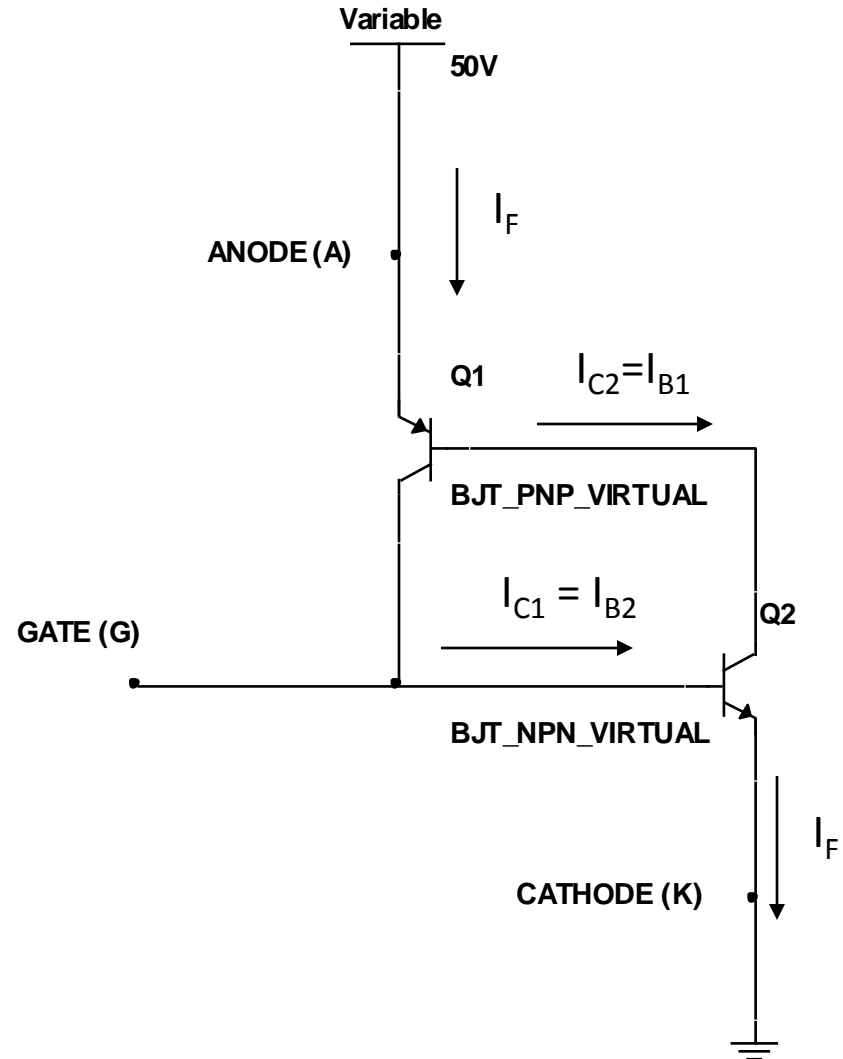 Variable
50V
I_F
ANODE (A)
Q1
I_C2=I_B1
BJT_PNP_VIRTUAL
I_C1 = I_B2
Q2
GATE (G)
BJT_NPN_VIRTUAL
I_F
CATHODE (K)